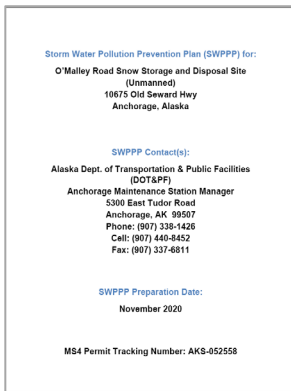 Storm Water Pollution Prevention Plan (SWPPP) for:
O'Malley Road Snow Storage and Disposal Site
(Unmanned)
10675 Old Seward Hwy
Anchorage, Alaska
SWPPP Contact(s):
Alaska Dept. of Transportation & Public Facilities
(DOT&PF)
Anchorage Maintenance Station Manager
5300 East Tudor Road
Anchorage, AK  99507
Phone: (907) 338-1426
Cell: (907) 440-8452
Fax: (907) 337-6811
SWPPP Preparation Date:
November 2020
MS4 Permit Tracking Number: AKS-052558